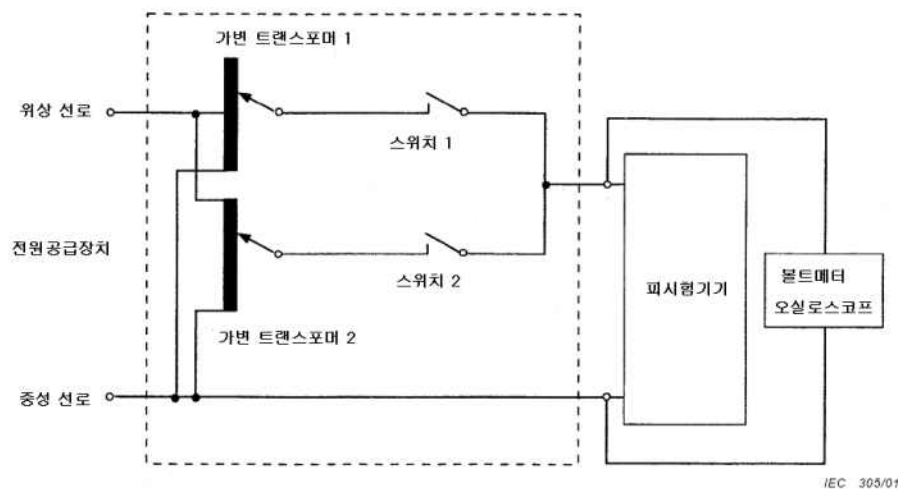 가변 트랜스포머 1
위상 선로
스위치 1
전원공급장치
스위치 2
피시험기기
볼트메터
오실로스코프
가변 트랜스포머 2
중성 선로
IEC 305/01